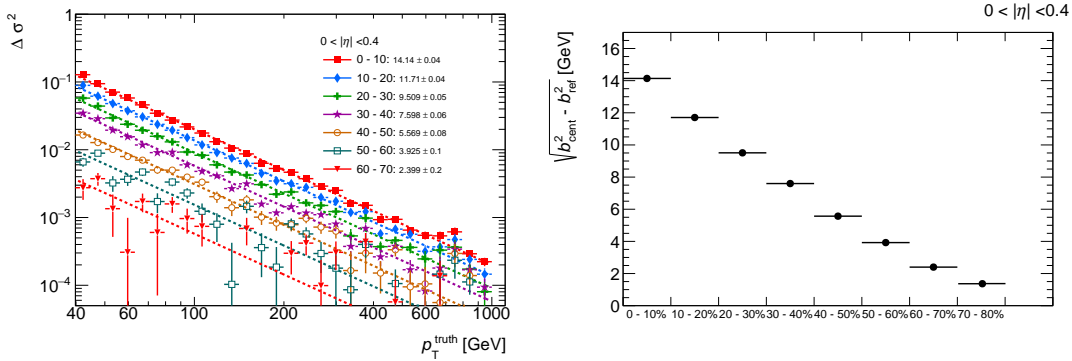 Δ σ²
1
10⁻¹
10⁻²
10⁻³
10⁻⁴
0 < |η| <0.4
0 - 10: 14.14 ± 0.04
10 - 20: 11.71 ± 0.04
20 - 30: 9.509 ± 0.05
30 - 40: 7.598 ± 0.06
40 - 50: 5.569 ± 0.08
50 - 60: 3.925 ± 0.1
60 - 70: 2.399 ± 0.2
40 100 200 400 600 1000
p_T^truth [GeV]
0 < |η| <0.4
√(b²_cent - b²_ref) [GeV]
16
14
12
10
8
6
4
2
0
0 - 10% 10 - 20% 20 - 30% 30 - 40% 40 - 50% 50 - 60% 60 - 70% 70 - 80%